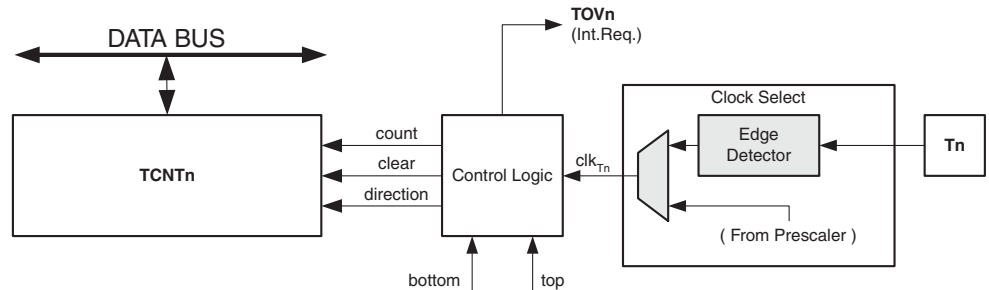 TOVn
(Int.Req.)
DATA BUS
Clock Select
count
Edge
Detector
Tn
clear
TCNTn
Control Logic
clkTn
direction
( From Prescaler )
bottom
top